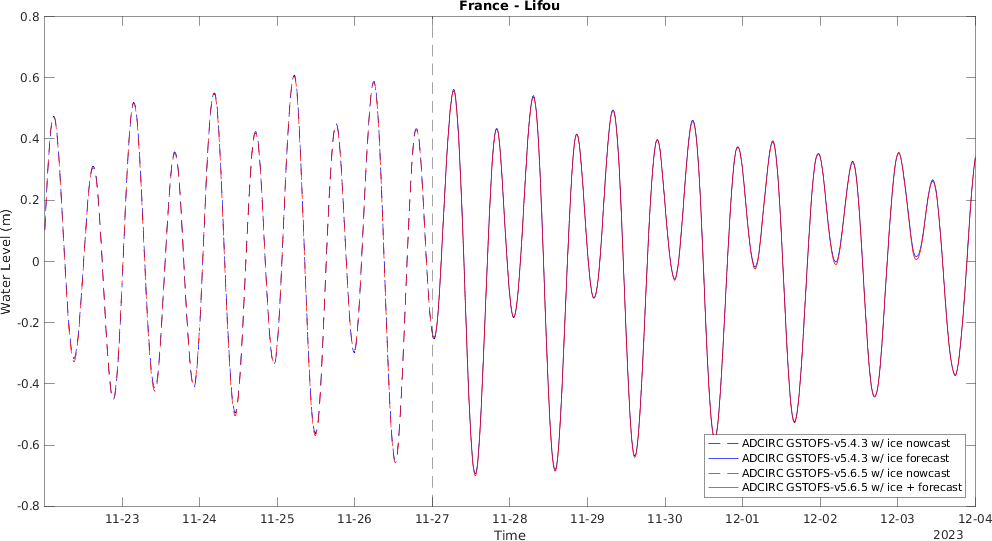 France - Lifou
Water Level (m)
0.8
0.6
0.4
0.2
0
-0.2
-0.4
-0.6
-0.8
ADCIRC GSTOFS-v5.4.3 w/ ice nowcast
ADCIRC GSTOFS-v5.4.3 w/ ice forecast
ADCIRC GSTOFS-v5.6.5 w/ ice nowcast
ADCIRC GSTOFS-v5.6.5 w/ ice + forecast
11-23 11-24 11-25 11-26 11-27 11-28 11-29 11-30 12-01 12-02 12-03 12-04
Time
2023